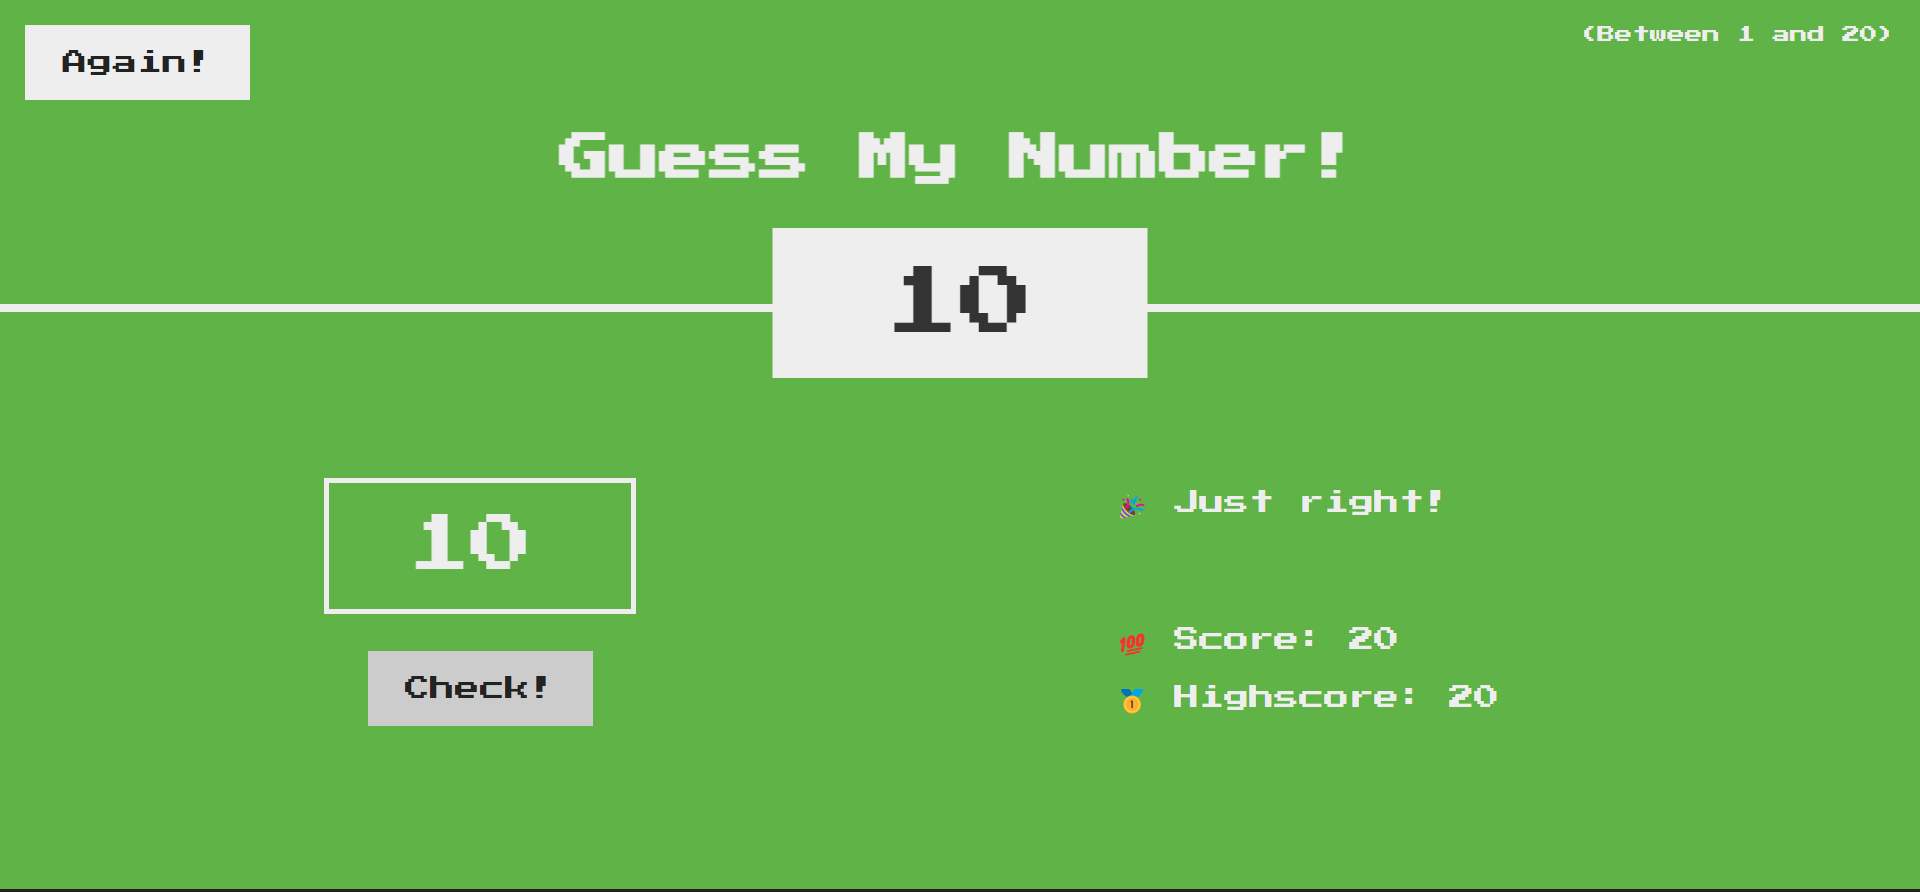 Again!
(Between 1 and 20)
Guess My Number!
10
10
Check!
🎉 Just right!
💯 Score: 20
🥇 Highscore: 20